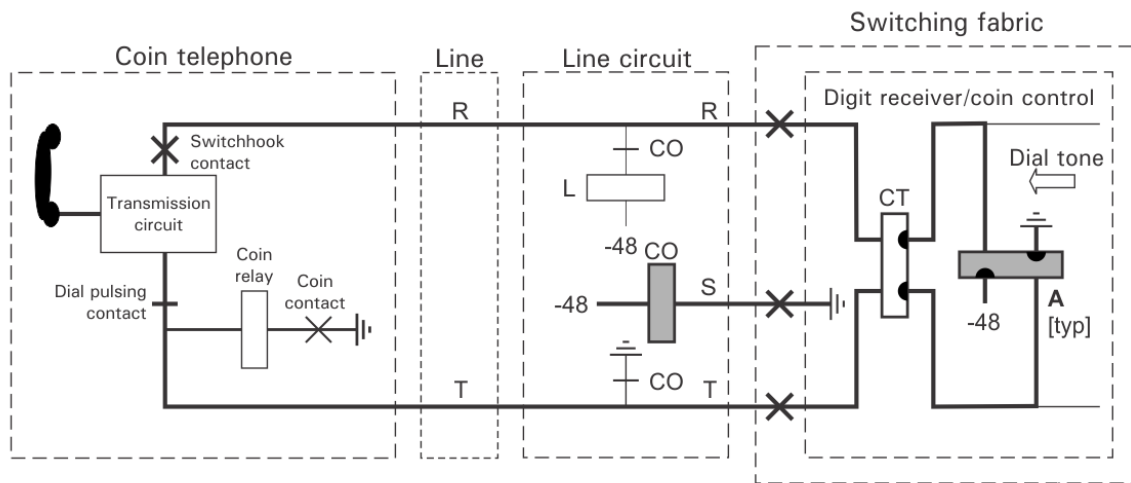 Switching fabric
Coin telephone
Line
Line circuit
Digit receiver/coin control
R
R
Switchhook
contact
CO
Dial tone
L
CT
Transmission
circuit
-48
CO
Coin
relay
Coin
contact
Dial pulsing
contact
-48
S
A
-48
[typ]
CO
T
T